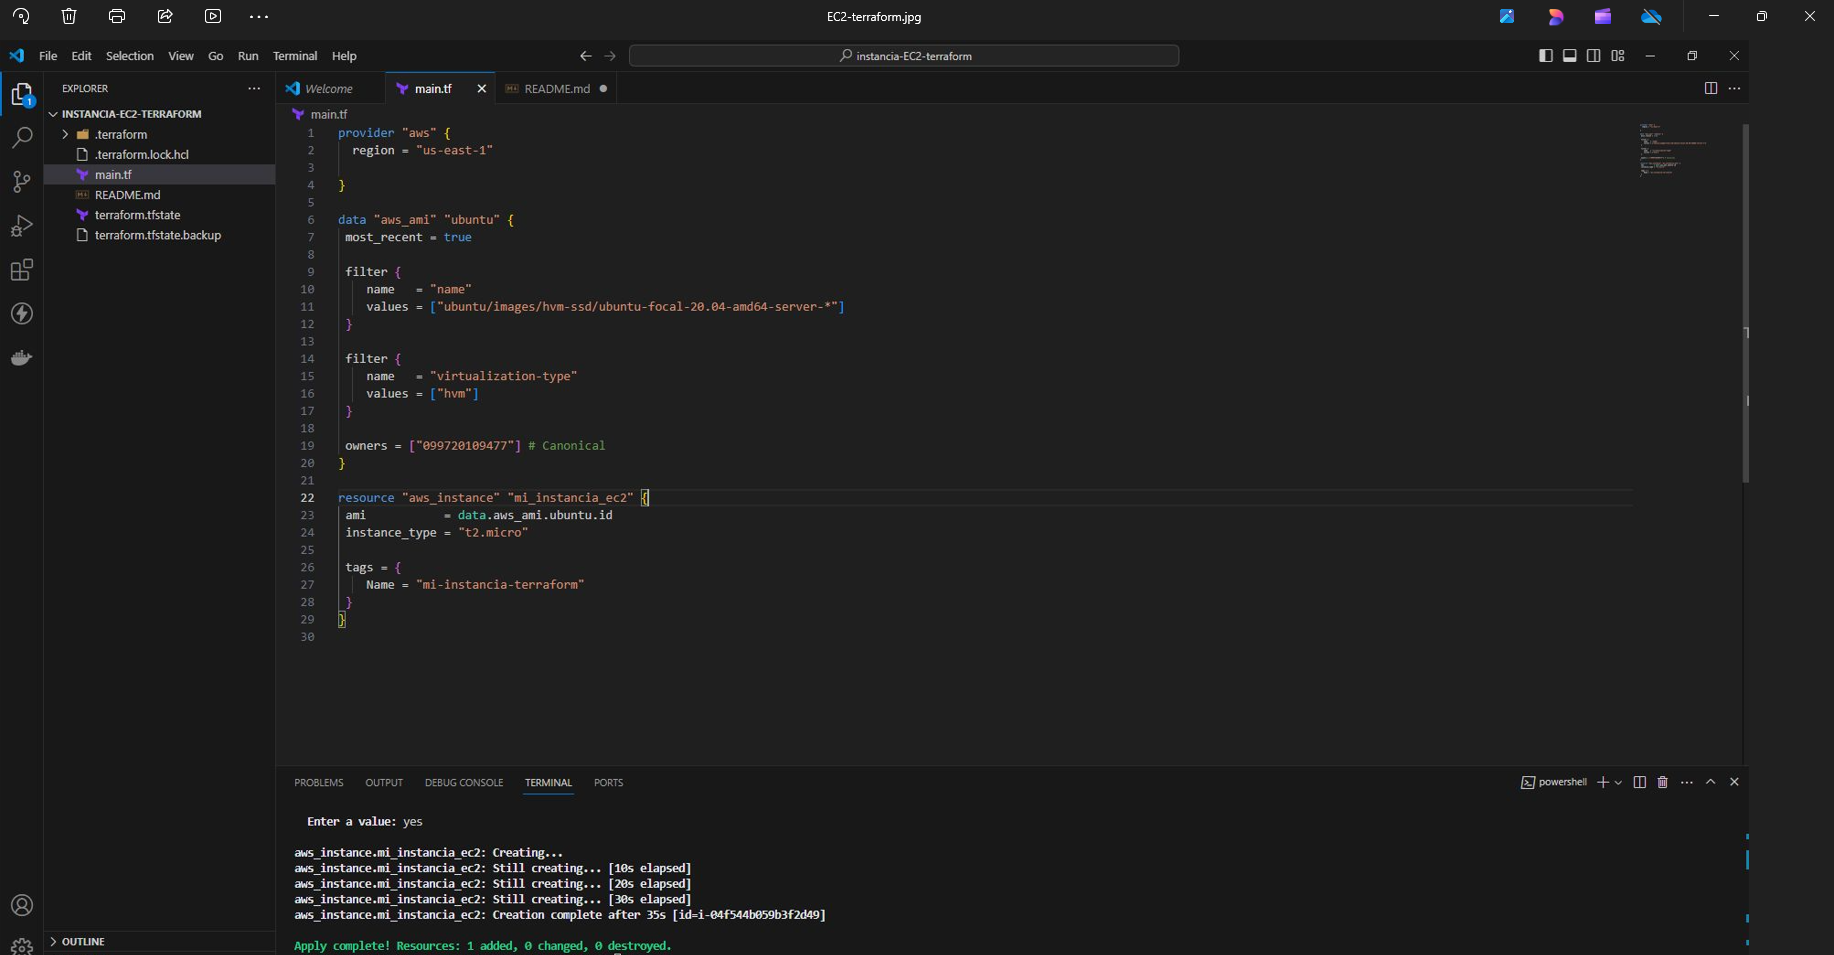 EC2-terraform.jpg
File Edit Selection View Go Run Terminal Help
instancia-EC2-terraform
EXPLORER
Welcome
main.tf
README.md
INSTANCIA-EC2-TERRAFORM
.terraform
.terraform.lock.hcl
main.tf
README.md
terraform.tfstate
terraform.tfstate.backup
1
OUTLINE
main.tf
1 provider "aws" {
2 region = "us-east-1"
3
4 }
5
6 data "aws_ami" "ubuntu" {
7 most_recent = true
8
9 filter {
10 name   = "name"
11 values = ["ubuntu/images/hvm-ssd/ubuntu-focal-20.04-amd64-server-*"]
12 }
13
14 filter {
15 name   = "virtualization-type"
16 values = ["hvm"]
17 }
18
19 owners = ["099720109477"] # Canonical
20 }
21
22 resource "aws_instance" "mi_instancia_ec2" {
23 ami           = data.aws_ami.ubuntu.id
24 instance_type = "t2.micro"
25
26 tags = {
27 Name = "mi-instancia-terraform"
28 }
29 }
30
PROBLEMS OUTPUT DEBUG CONSOLE TERMINAL PORTS
powershell
Enter a value: yes
aws_instance.mi_instancia_ec2: Creating...
aws_instance.mi_instancia_ec2: Still creating... [10s elapsed]
aws_instance.mi_instancia_ec2: Still creating... [20s elapsed]
aws_instance.mi_instancia_ec2: Still creating... [30s elapsed]
aws_instance.mi_instancia_ec2: Creation complete after 35s [id=i-04f544b059b3f2d49]
Apply complete! Resources: 1 added, 0 changed, 0 destroyed.